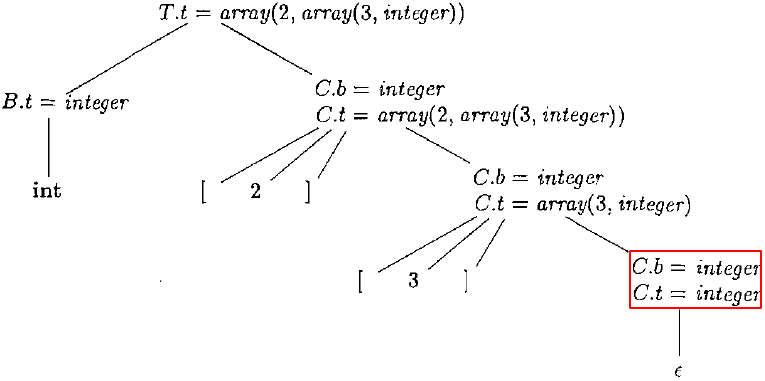 T.t = array(2, array(3, integer))
B.t = integer
C.b = integer
C.t = array(2, array(3, integer))
int
[ 2 ]
C.b = integer
C.t = array(3, integer)
[ 3 ]
C.b = integer
C.t = integer
ϵ